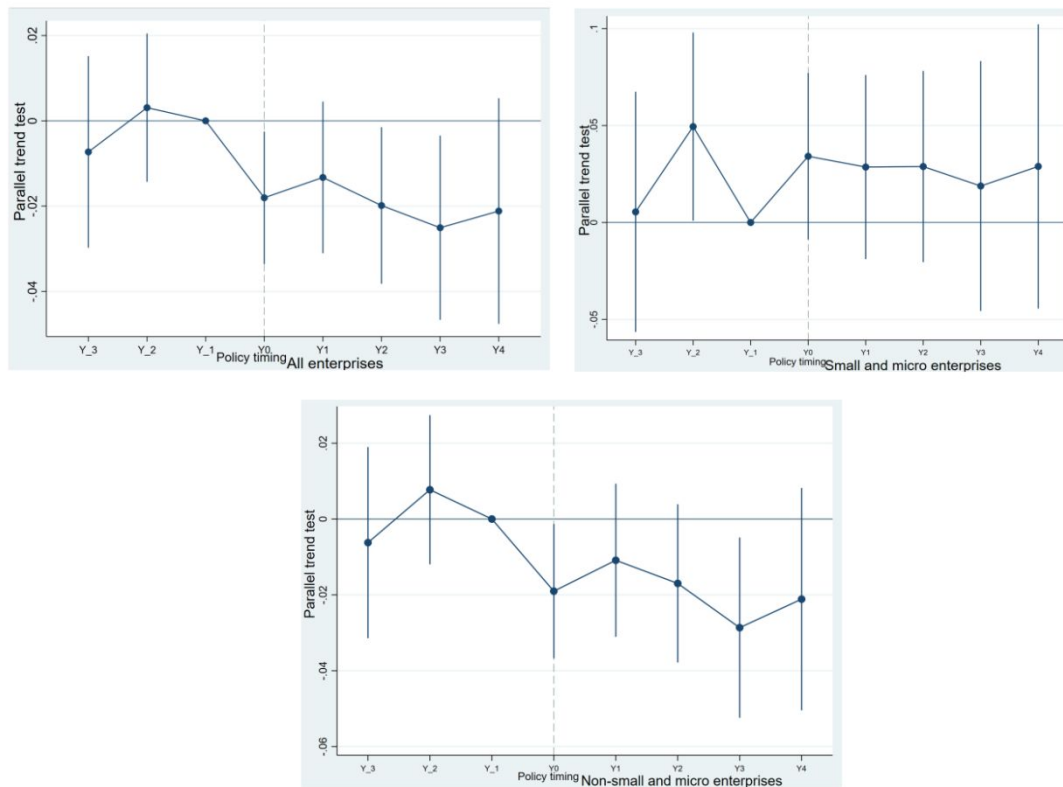 Parallel trend test
.02
0
-.02
-.04
Y_3 Y_2 Y_1 Y0 Y1 Y2 Y3 Y4
Policy timing All enterprises
Parallel trend test
.1
.05
0
-.05
Y_3 Y_2 Y_1 Y0 Y1 Y2 Y3 Y4
Policy timing Small and micro enterprises
Parallel trend test
.02
0
-.02
-.04
-.06
Y_3 Y_2 Y_1 Y0 Y1 Y2 Y3 Y4
Policy timing Non-small and micro enterprises